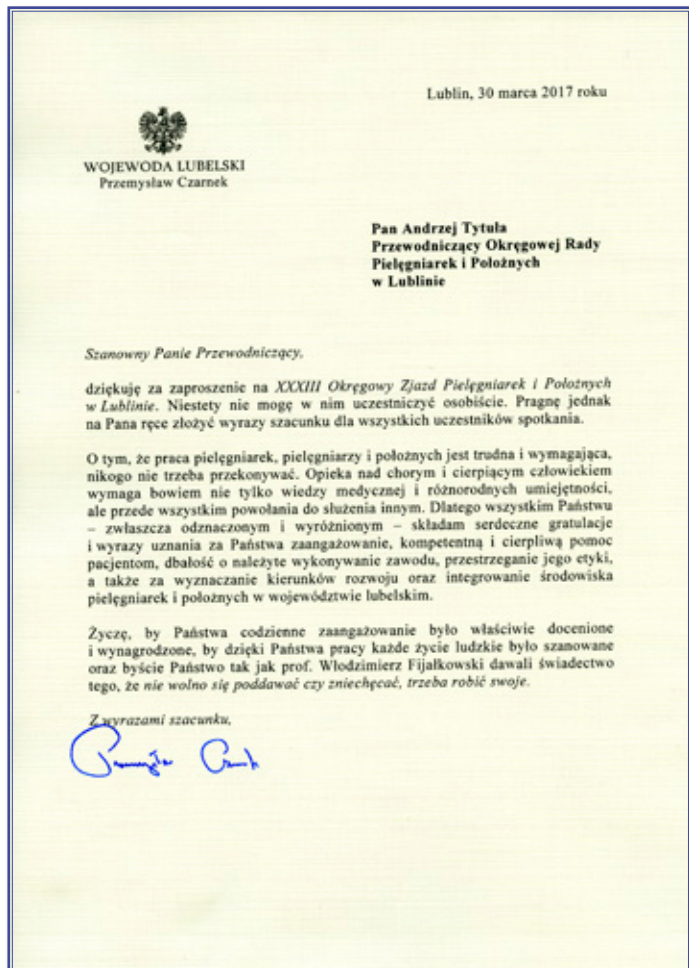 Lublin, 30 marca 2017 roku
WOJEWODA LUBELSKI
Przemysław Czarnek
Pan Andrzej Tytuła
Przewodniczący Okręgowej Rady
Pielęgniarek i Położnych
w Lublinie
Szanowny Panie Przewodniczący,
dziękuję za zaproszenie na XXXIII Okręgowy Zjazd Pielęgniarek i Położnych
w Lublinie. Niestety nie mogę w nim uczestniczyć osobiście. Pragnę jednak
na Pana ręce złożyć wyrazy szacunku dla wszystkich uczestników spotkania.
O tym, że praca pielęgniarek, pielęgniarzy i położnych jest trudna i wymagająca,
nikogo nie trzeba przekonywać. Opieka nad chorym i cierpiącym człowiekiem
wymaga bowiem nie tylko wiedzy medycznej i różnorodnych umiejętności,
ale przede wszystkim powołania do służenia innym. Dlatego wszystkim Państwu
– zwłaszcza odznaczonym i wyróżnionym – składam serdeczne gratulacje
i wyrazy uznania za Państwa zaangażowanie, kompetentną i cierpliwą pomoc
pacjentom, dbałość o należyte wykonywanie zawodu, przestrzeganie jego etyki,
a także za wyznaczanie kierunków rozwoju oraz integrowanie środowiska
pielęgniarek i położnych w województwie lubelskim.
Życzę, by Państwa codzienne zaangażowanie było właściwie docenione
i wynagrodzone, by dzięki Państwa pracy każde życie ludzkie było szanowane
oraz byście Państwo tak jak prof. Włodzimierz Fijałkowski dawali świadectwo
tego, że nie wolno się poddawać czy zniechęcać, trzeba robić swoje.
Z wyrazami szacunku,